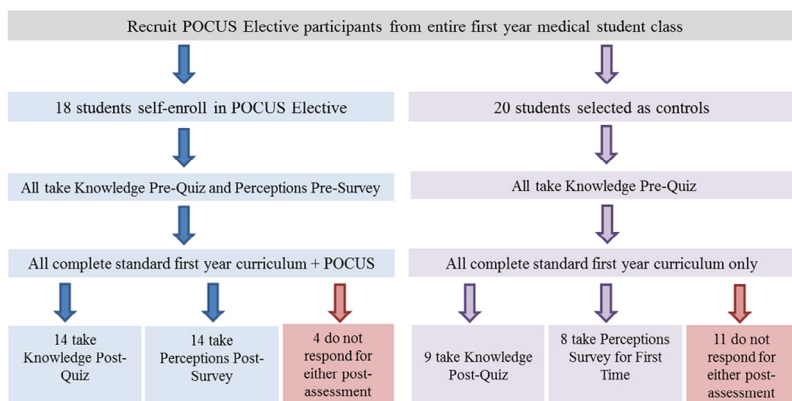 Recruit POCUS Elective participants from entire first year medical student class
18 students self-enroll in POCUS Elective
20 students selected as controls
All take Knowledge Pre-Quiz and Perceptions Pre-Survey
All take Knowledge Pre-Quiz
All complete standard first year curriculum + POCUS
All complete standard first year curriculum only
14 take
Knowledge Post-
Quiz
14 take
Perceptions Post-
Survey
4 do not
respond for
either post-
assessment
9 take Knowledge
Post-Quiz
8 take Perceptions
Survey for First
Time
11 do not
respond for
either post-
assessment